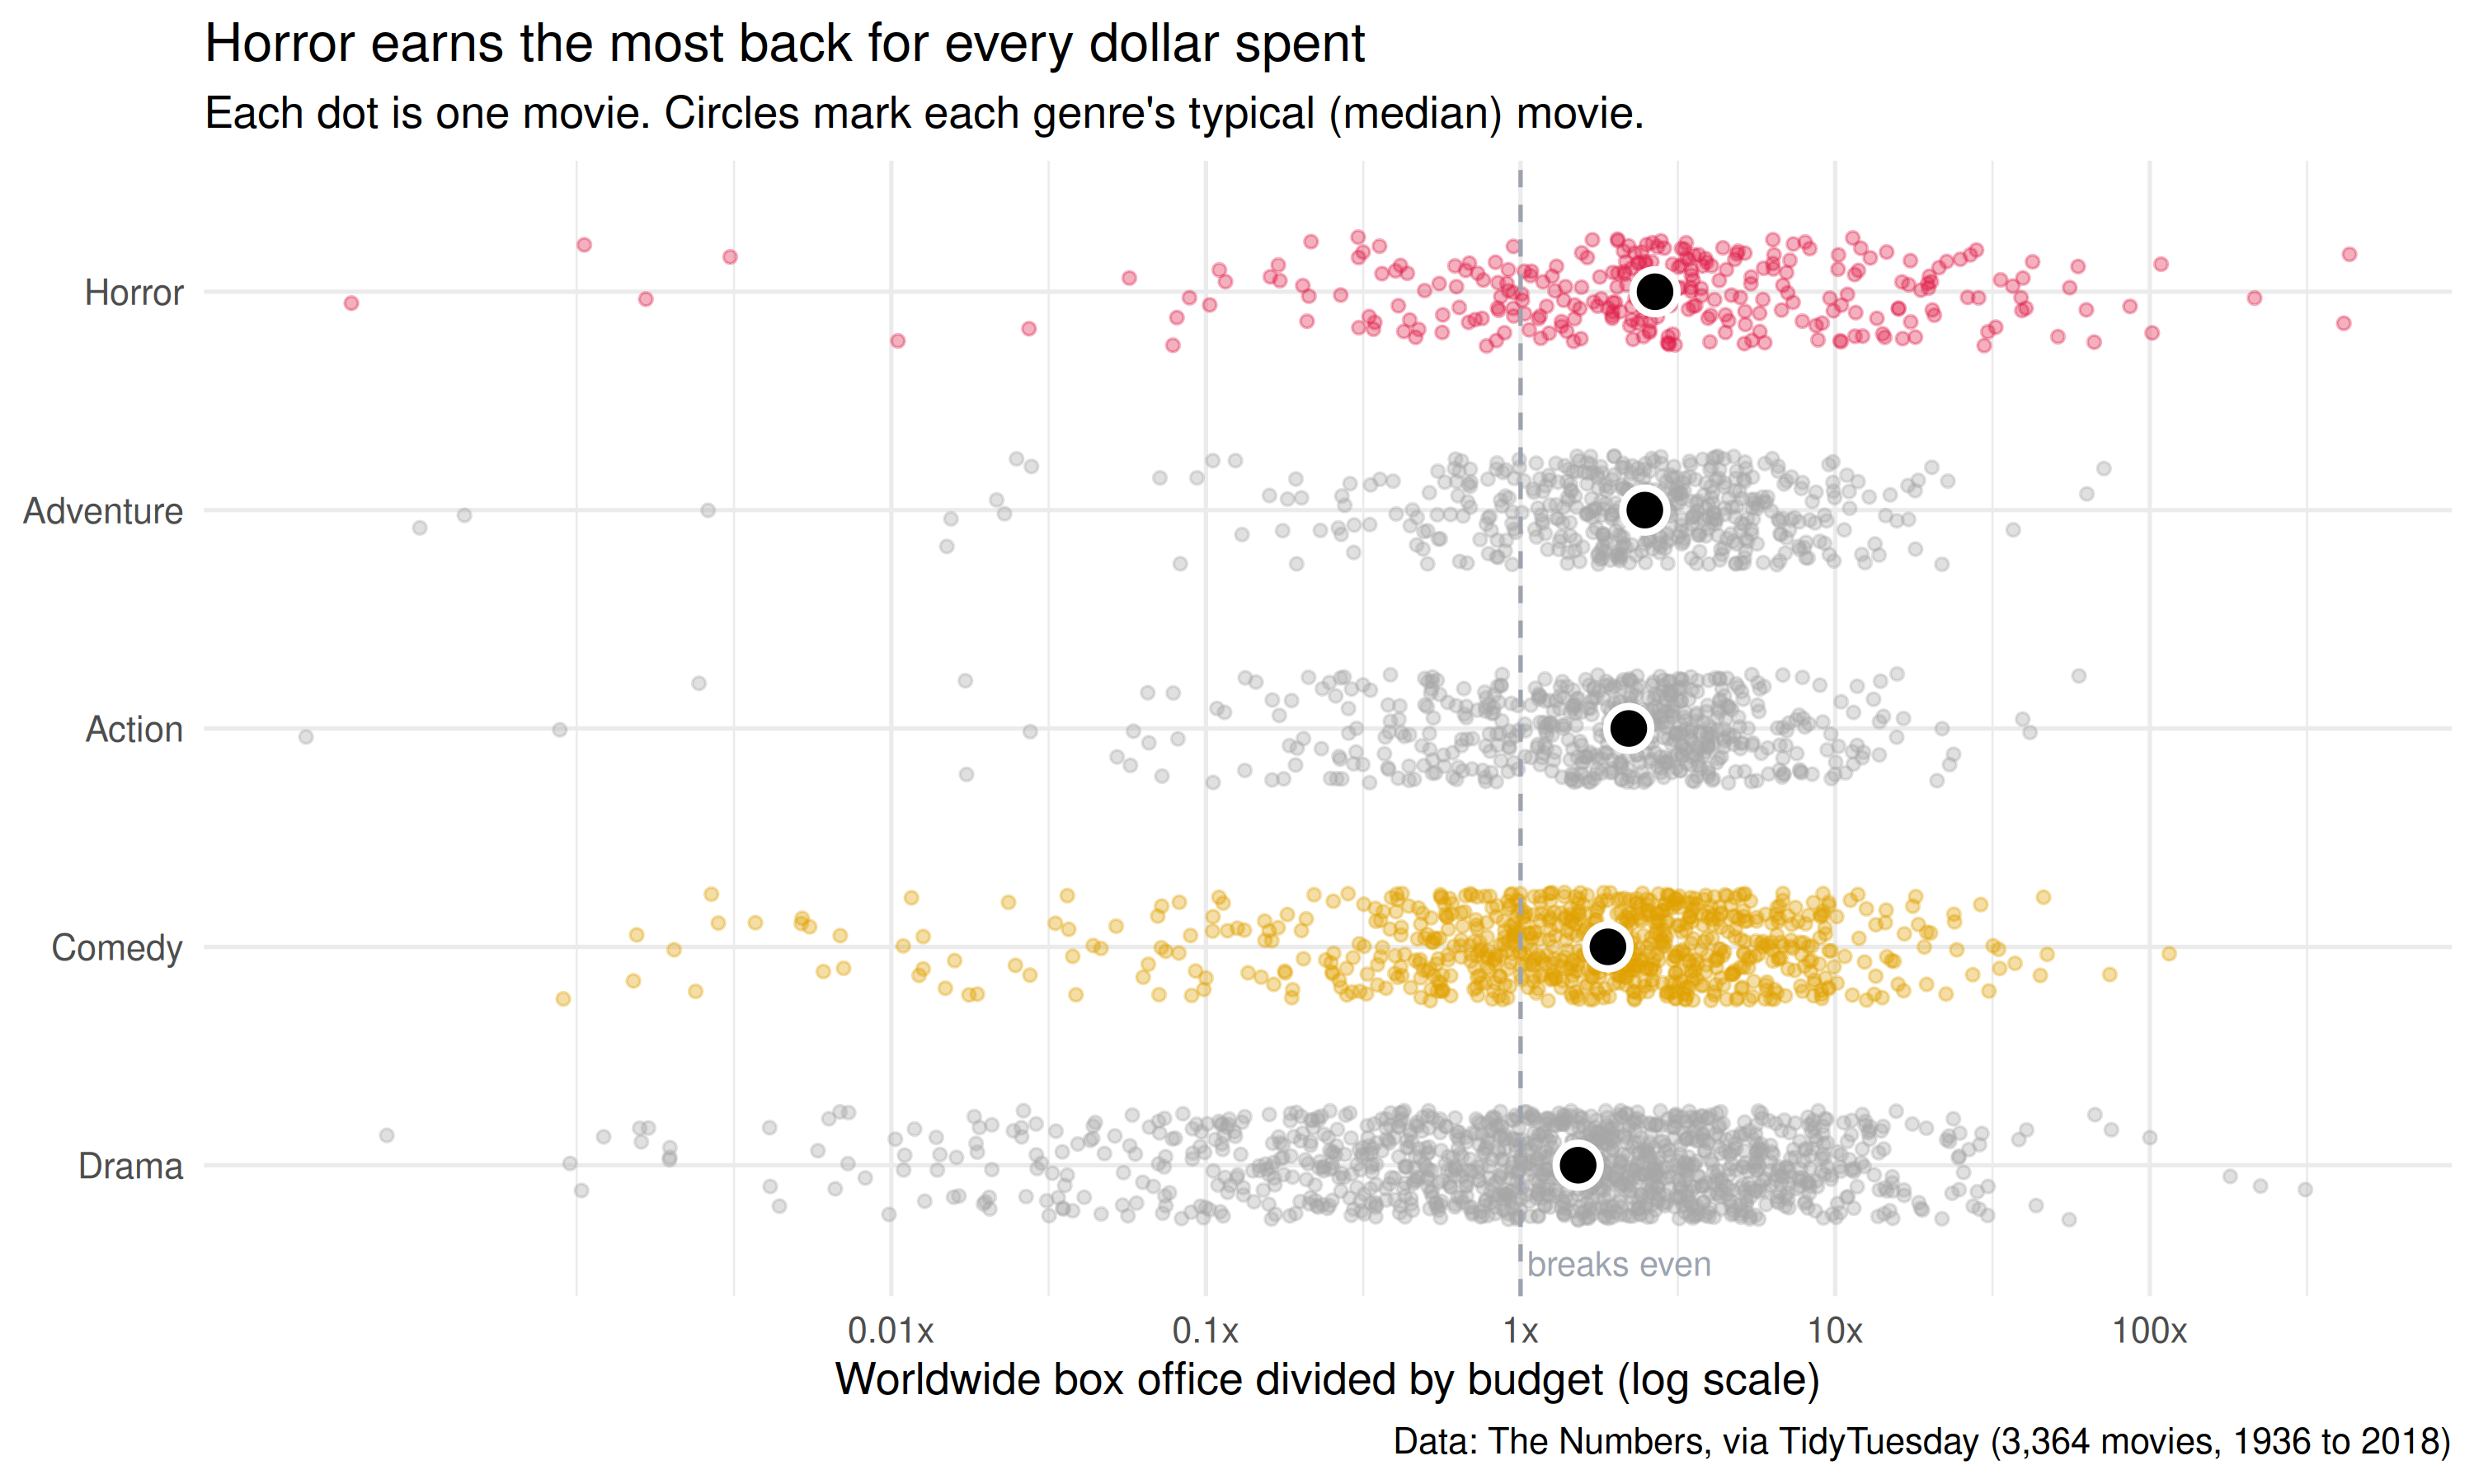 Horror earns the most back for every dollar spent
Each dot is one movie. Circles mark each genre's typical (median) movie.
Horror
Adventure
Action
Comedy
Drama
breaks even
0.01x 0.1x 1x 10x 100x
Worldwide box office divided by budget (log scale)
Data: The Numbers, via TidyTuesday (3,364 movies, 1936 to 2018)